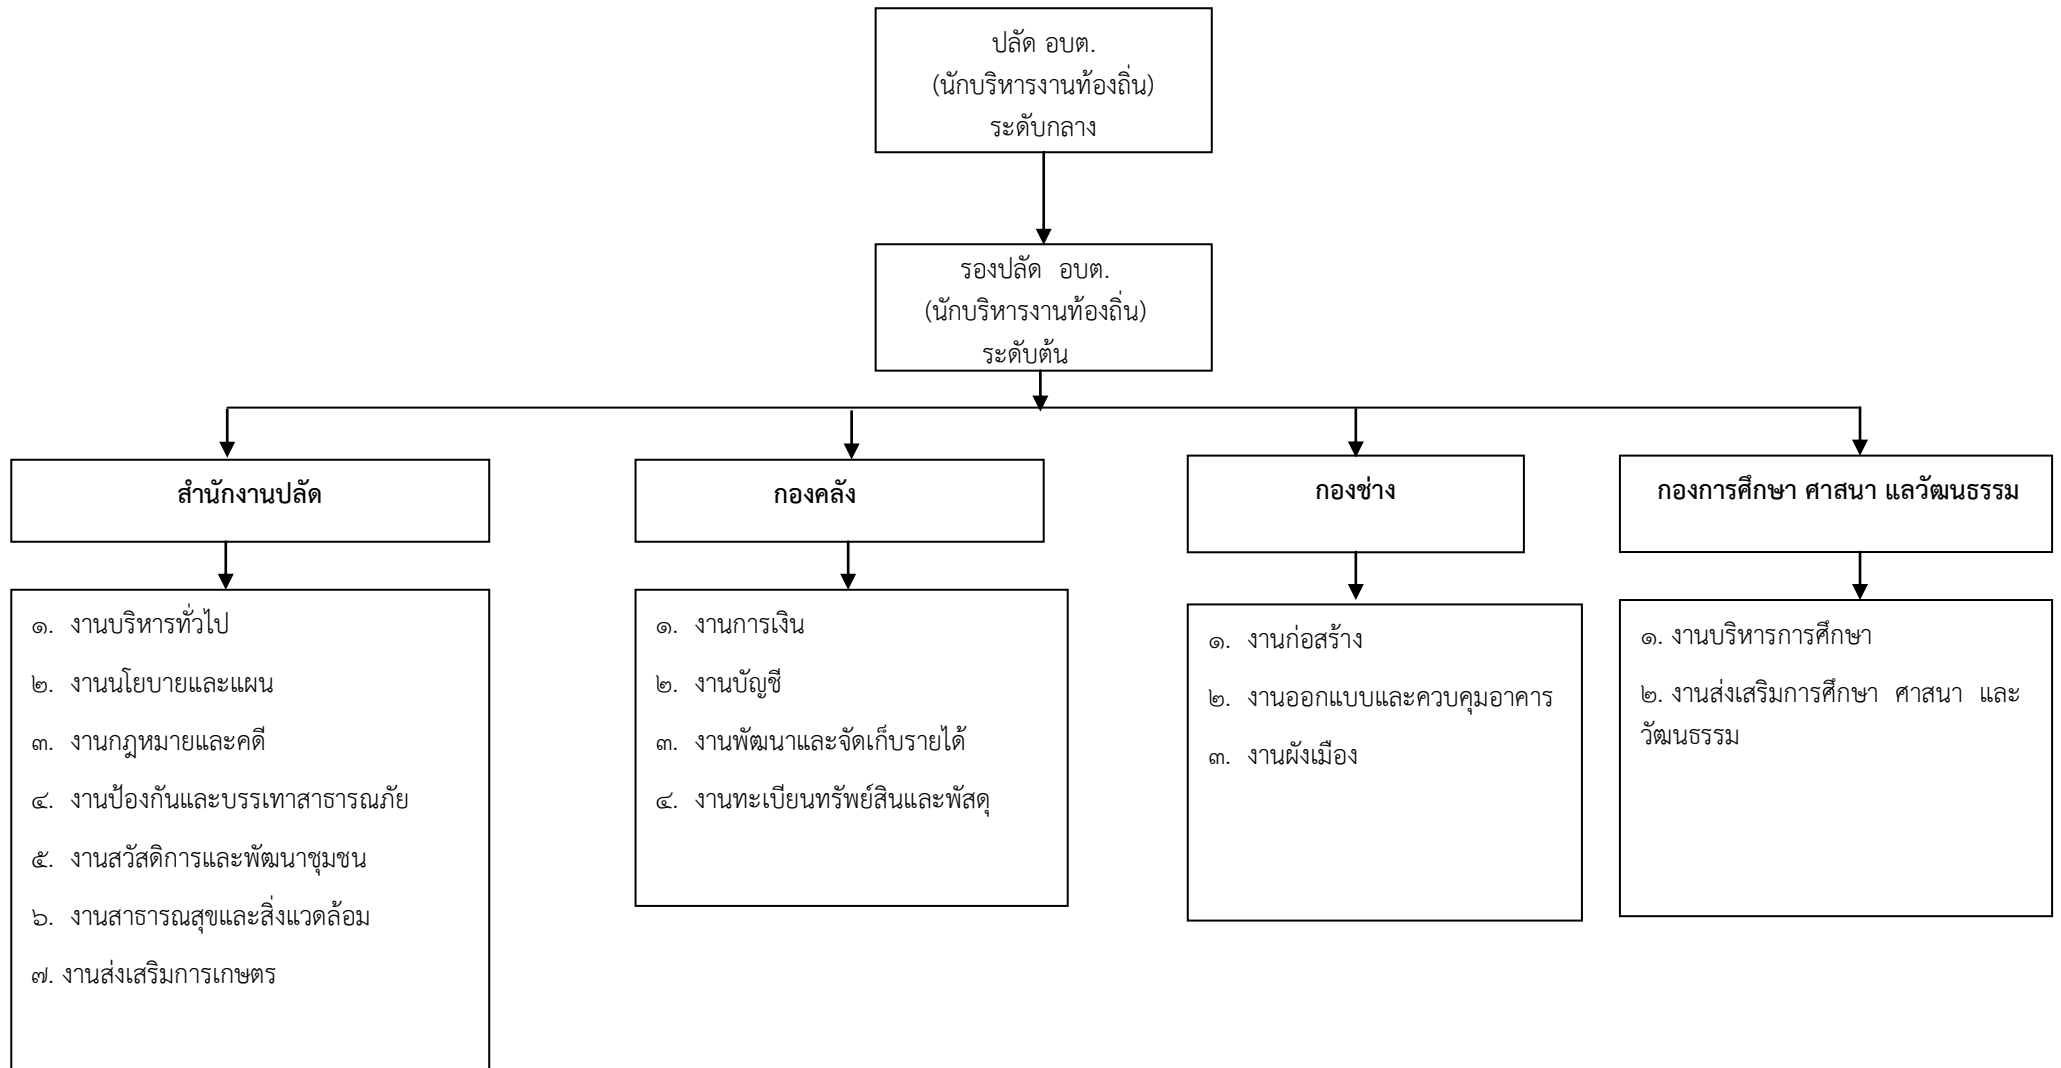 ปลัด อบต.
(นักบริหารงานท้องถิ่น)
ระดับกลาง
รองปลัด อบต.
(นักบริหารงานท้องถิ่น)
ระดับต้น
สำนักงานปลัด
๑. งานบริหารทั่วไป
๒. งานนโยบายและแผน
๓. งานกฎหมายและคดี
๔. งานป้องกันและบรรเทาสาธารณภัย
๕. งานสวัสดิการและพัฒนาชุมชน
๖. งานสาธารณสุขและสิ่งแวดล้อม
๗. งานส่งเสริมการเกษตร
กองคลัง
๑. งานการเงิน
๒. งานบัญชี
๓. งานพัฒนาและจัดเก็บรายได้
๔. งานทะเบียนทรัพย์สินและพัสดุ
กองช่าง
๑. งานก่อสร้าง
๒. งานออกแบบและควบคุมอาคาร
๓. งานผังเมือง
กองการศึกษา ศาสนา แลวัฒนธรรม
๑. งานบริหารการศึกษา
๒. งานส่งเสริมการศึกษา ศาสนา และ
วัฒนธรรม